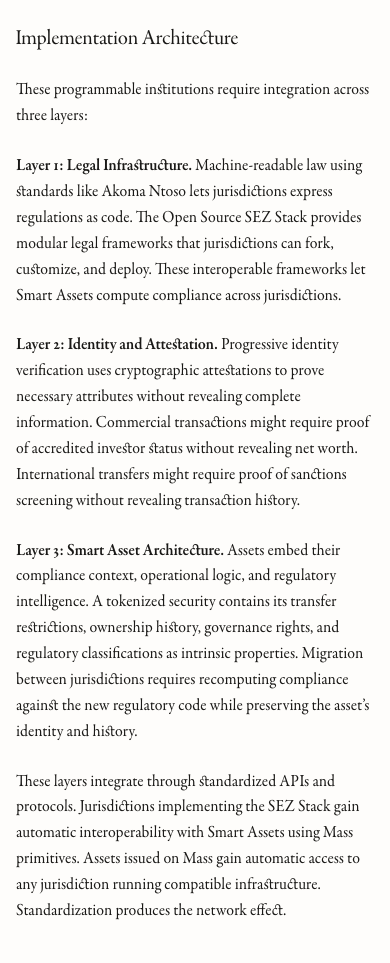 Implementation Architecture
These programmable institutions require integration across
three layers:
Layer 1: Legal Infrastructure. Machine-readable law using
standards like Akoma Ntoso lets jurisdictions express
regulations as code. The Open Source SEZ Stack provides
modular legal frameworks that jurisdictions can fork,
customize, and deploy. These interoperable frameworks let
Smart Assets compute compliance across jurisdictions.
Layer 2: Identity and Attestation. Progressive identity
verification uses cryptographic attestations to prove
necessary attributes without revealing complete
information. Commercial transactions might require proof
of accredited investor status without revealing net worth.
International transfers might require proof of sanctions
screening without revealing transaction history.
Layer 3: Smart Asset Architecture. Assets embed their
compliance context, operational logic, and regulatory
intelligence. A tokenized security contains its transfer
restrictions, ownership history, governance rights, and
regulatory classifications as intrinsic properties. Migration
between jurisdictions requires recomputing compliance
against the new regulatory code while preserving the asset’s
identity and history.
These layers integrate through standardized APIs and
protocols. Jurisdictions implementing the SEZ Stack gain
automatic interoperability with Smart Assets using Mass
primitives. Assets issued on Mass gain automatic access to
any jurisdiction running compatible infrastructure.
Standardization produces the network effect.